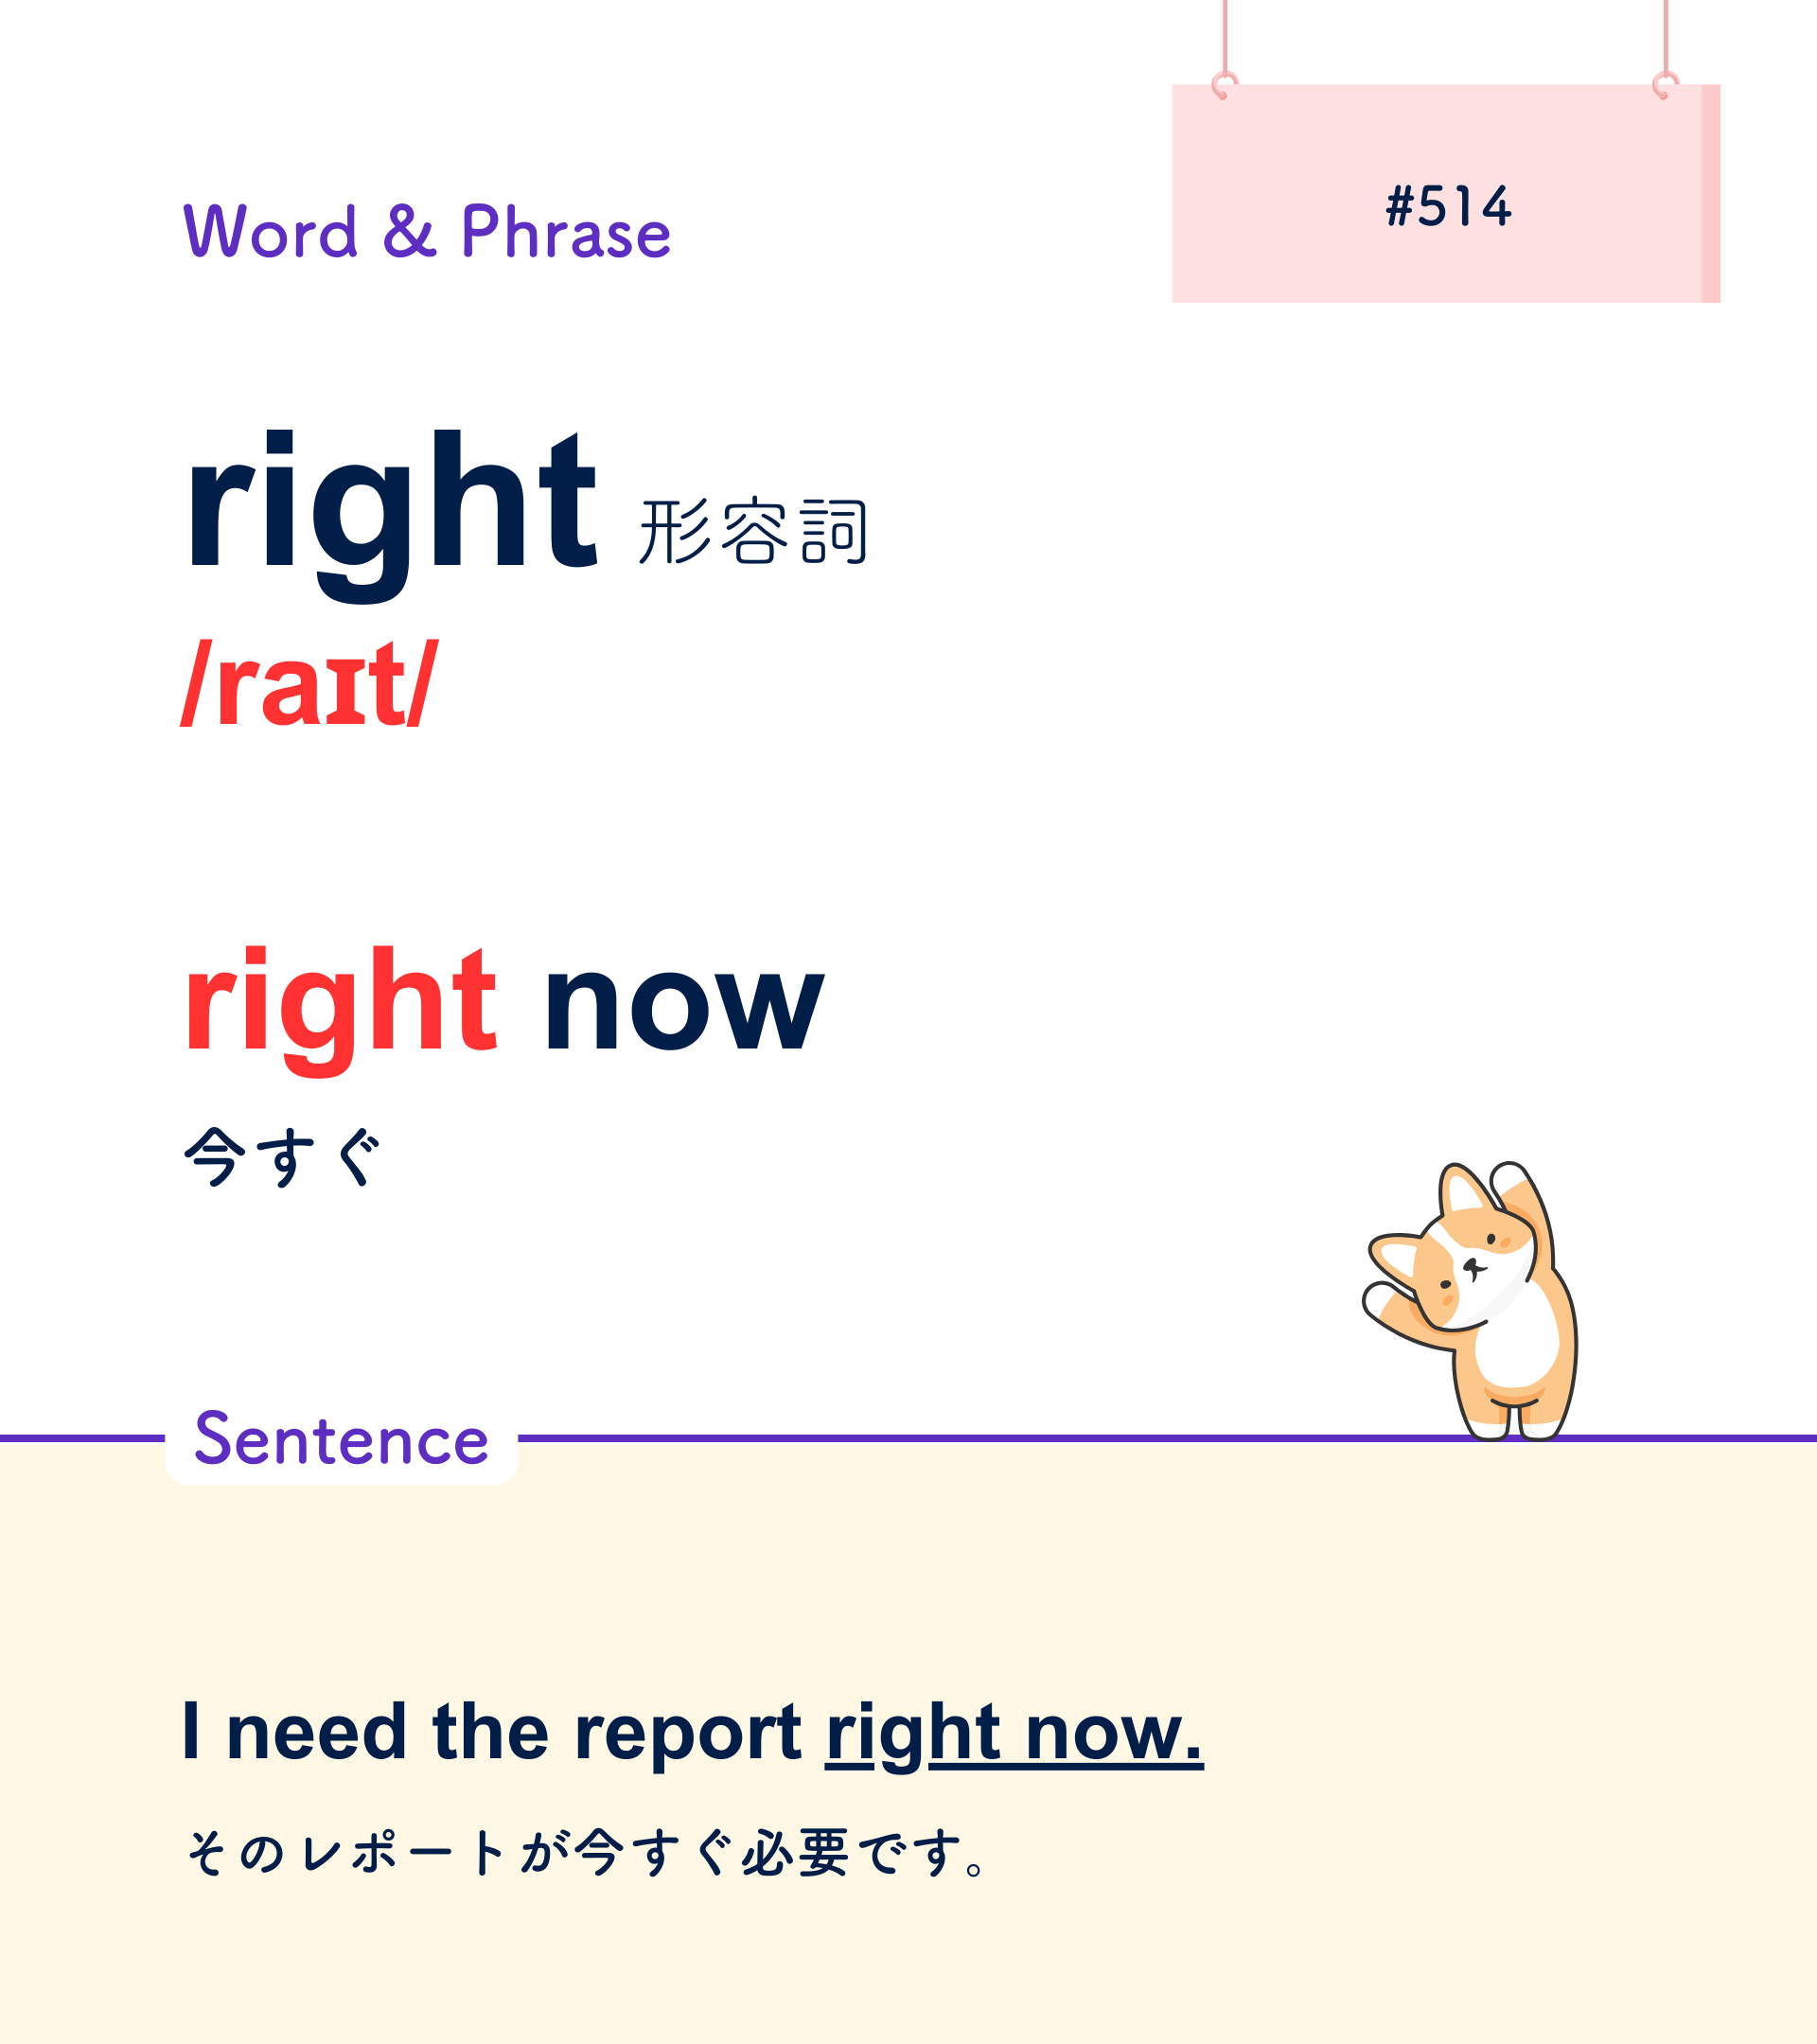 #514
Word & Phrase
right 形容詞
/raɪt/
right now
今すぐ
Sentence
I need the report right now.
そのレポートが今すぐ必要です。